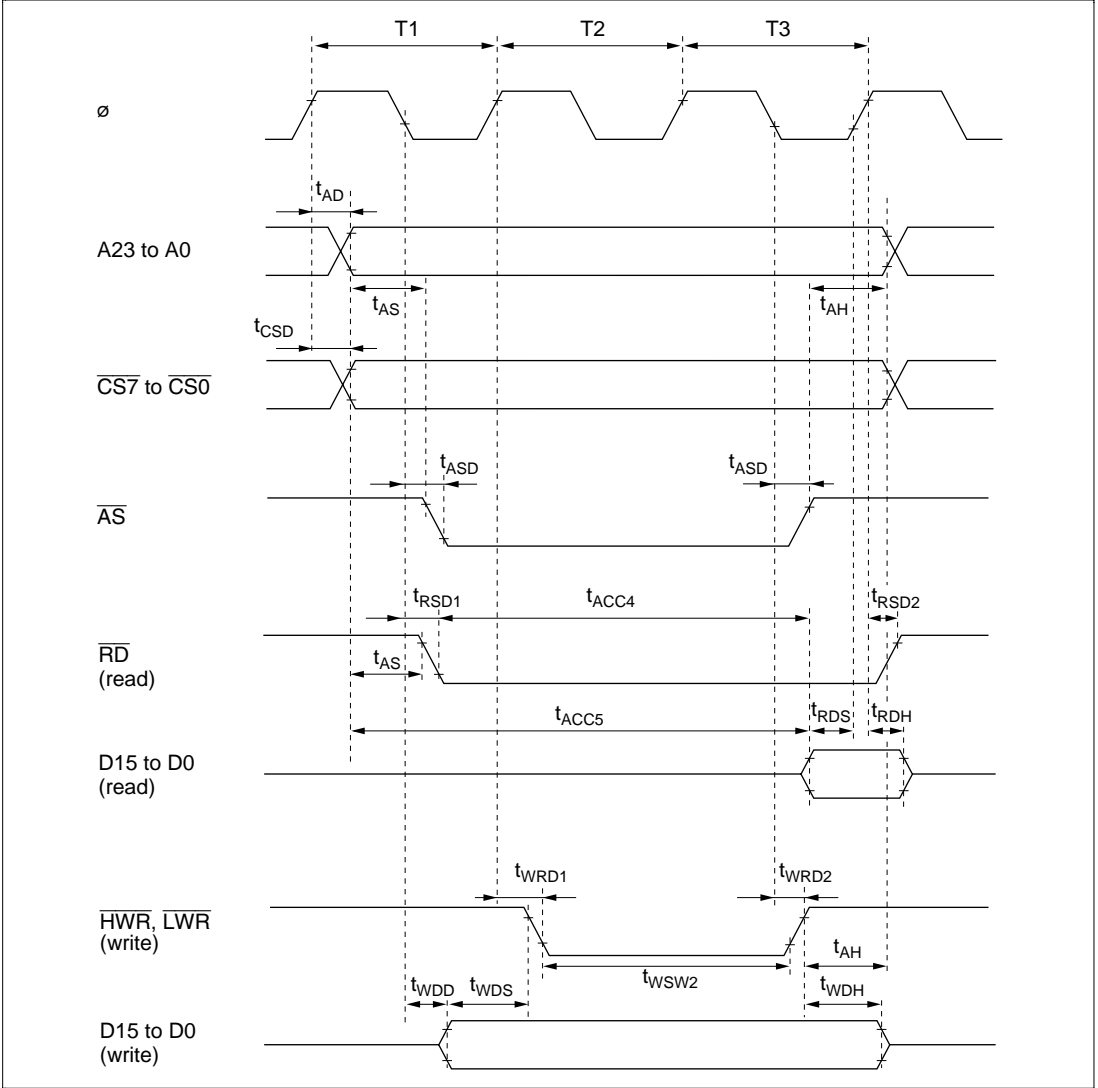 T1 T2 T3
ø
tAD
A23 to A0
tAS tAH
tCSD
CS7 to CS0
tASD tASD
AS
tRSD1 tACC4 tRSD2
RD
(read)
tAS
tACC5 tRDS tRDH
D15 to D0
(read)
tWRD1 tWRD2
HWR, LWR
(write)
tAH
tWSW2
tWDD tWDS tWDH
D15 to D0
(write)